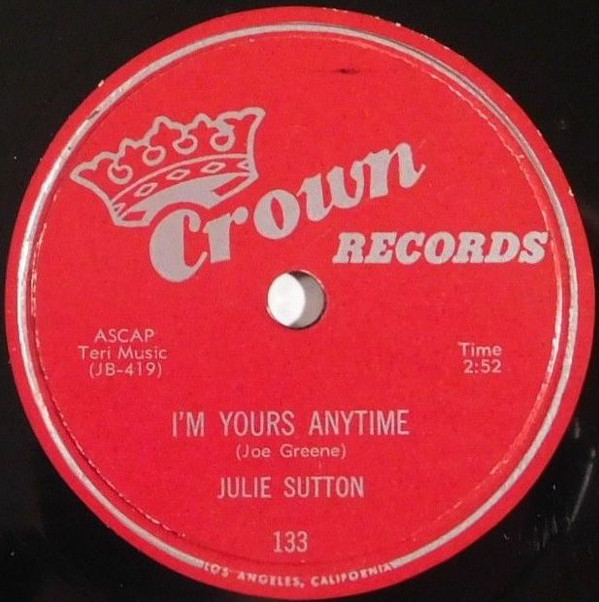 Crown
RECORDS
ASCAP
Teri Music
(JB-419)
Time
2:52
I'M YOURS ANYTIME
(Joe Greene)
JULIE SUTTON
133
LOS ANGELES, CALIFORNIA